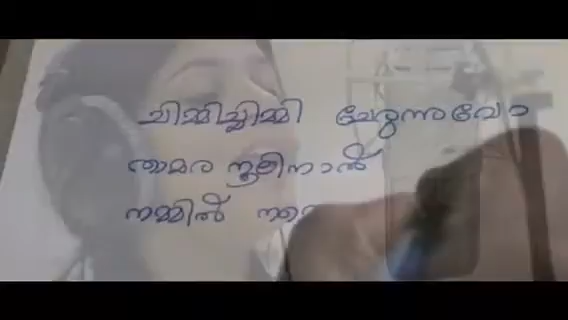 ചിമ്മിച്ചിമ്മി ചേരുന്നുവോ
താമര നൂലിനാൽ
നമ്മിൽ